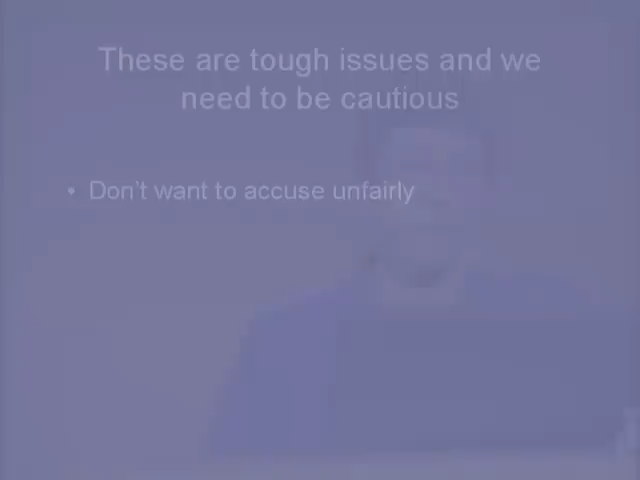 These are tough issues and we
need to be cautious
• Don't want to accuse unfairly